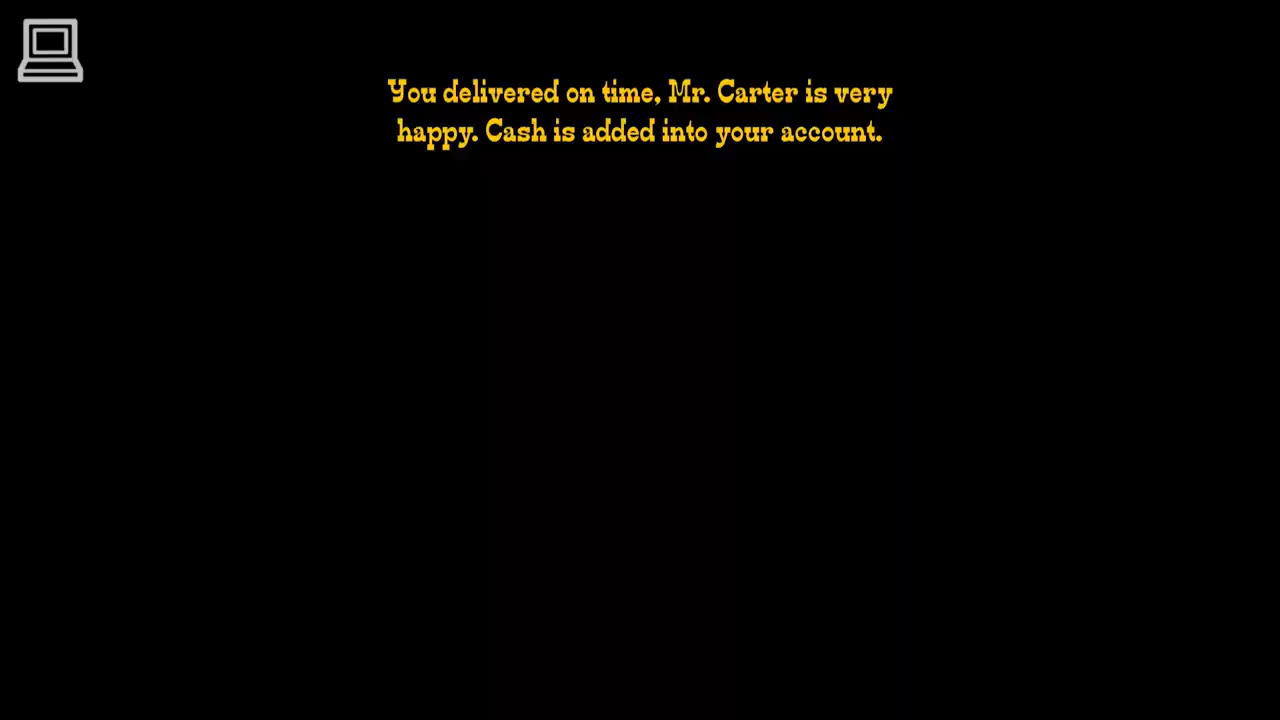 You delivered on time, Mr. Carter is very
happy. Cash is added into your account.